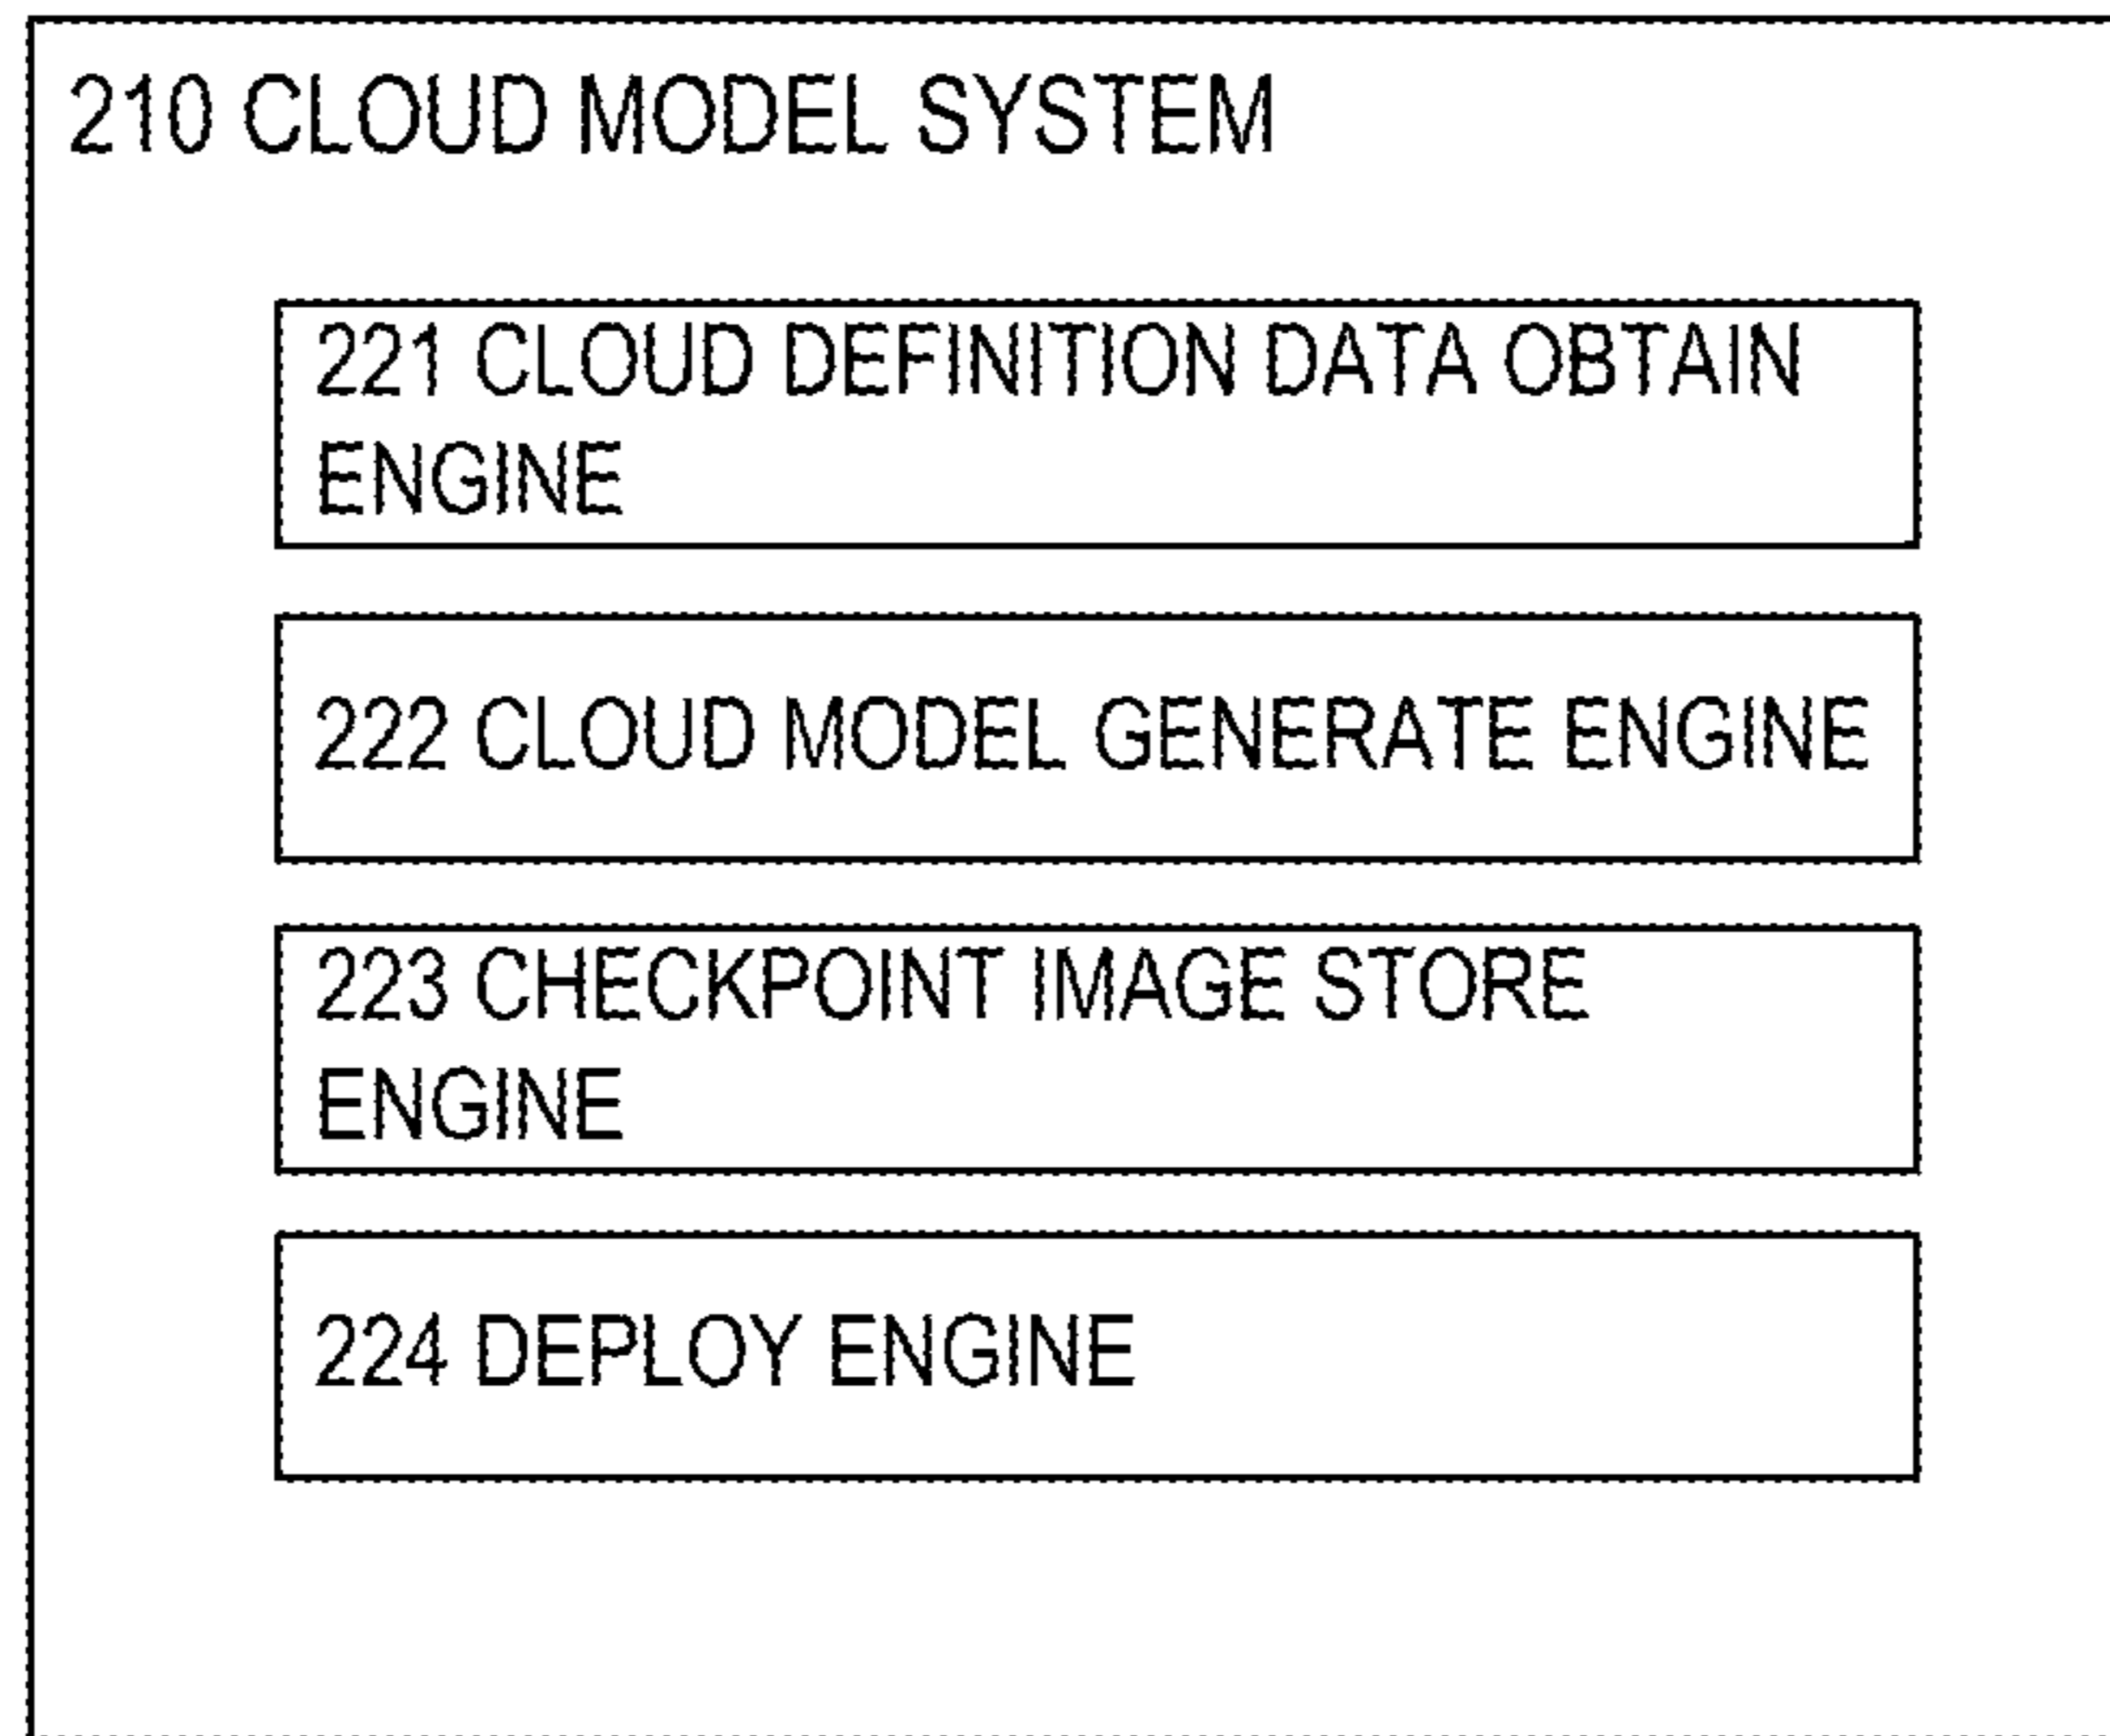 210 CLOUD MODEL SYSTEM
221 CLOUD DEFINITION DATA OBTAIN
ENGINE
222 CLOUD MODEL GENERATE ENGINE
223 CHECKPOINT IMAGE STORE
ENGINE
224 DEPLOY ENGINE